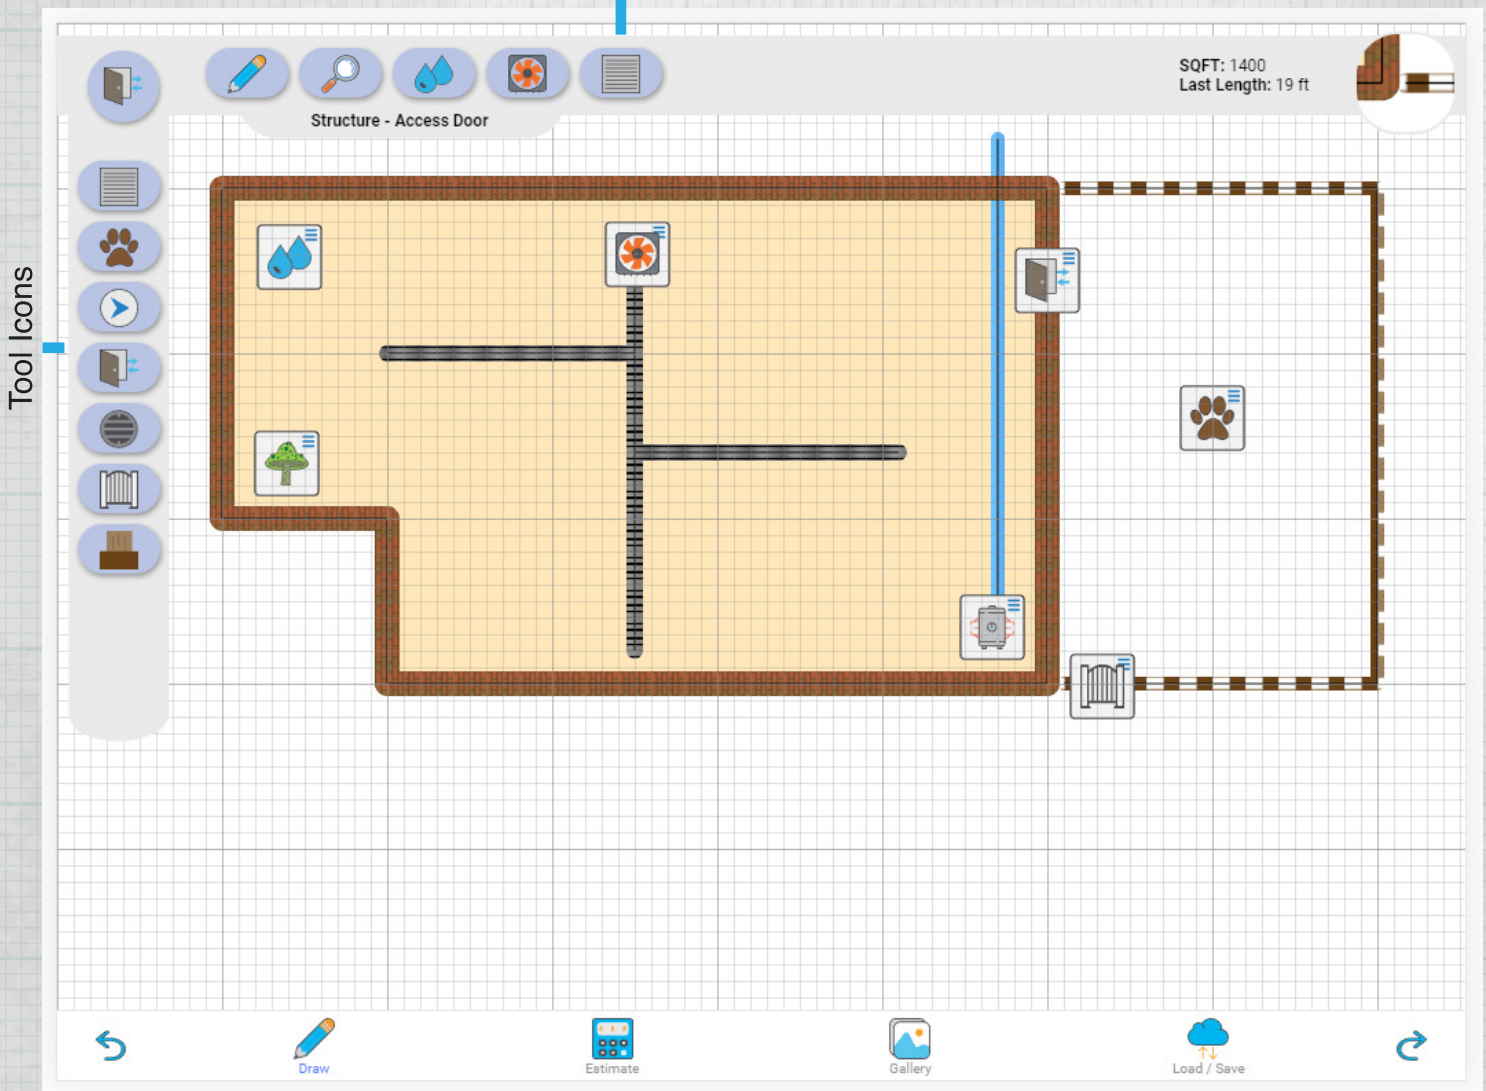 SQFT: 1400
Last Length: 19 ft
Structure - Access Door
Tool Icons
Draw
Estimate
Gallery
Load / Save